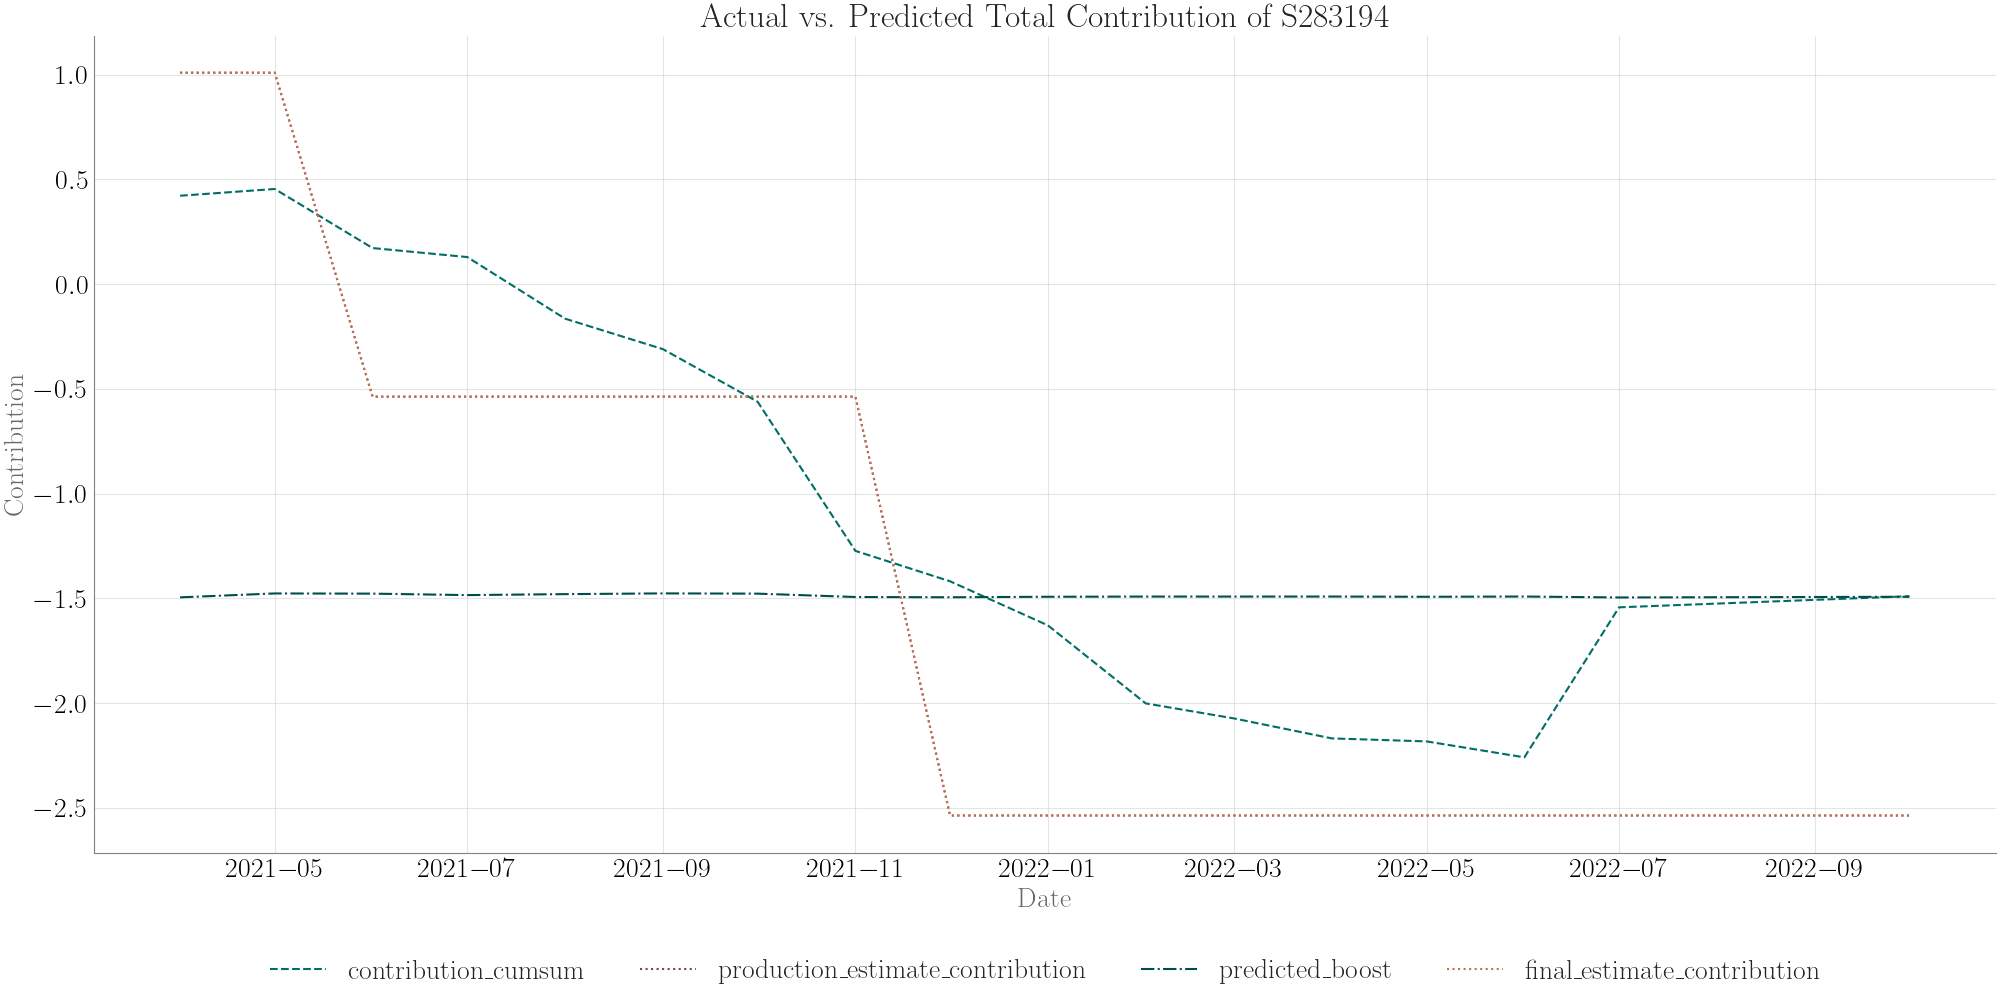 Actual vs. Predicted Total Contribution of S283194
1.0
0.5
0.0
−0.5
−1.0
−1.5
−2.0
−2.5
Contribution
2021−05 2021−07 2021−09 2021−11 2022−01 2022−03 2022−05 2022−07 2022−09
Date
contribution_cumsum production_estimate_contribution predicted_boost final_estimate_contribution